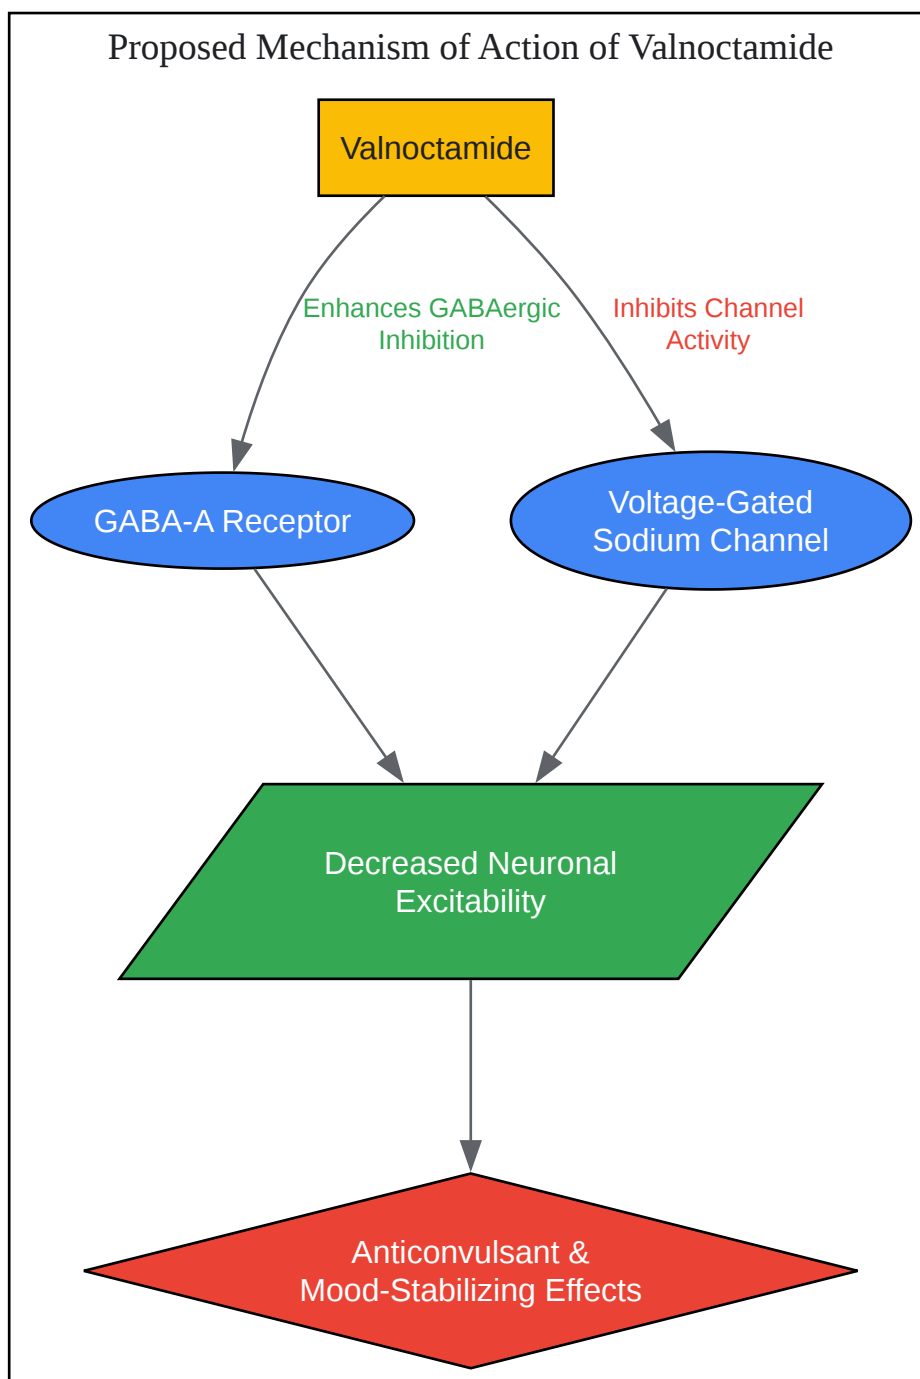 Proposed Mechanism of Action of Valnoctamide
Valnoctamide
Enhances GABAergic
Inhibition
Inhibits Channel
Activity
GABA-A Receptor
Voltage-Gated
Sodium Channel
Decreased Neuronal
Excitability
Anticonvulsant &
Mood-Stabilizing Effects